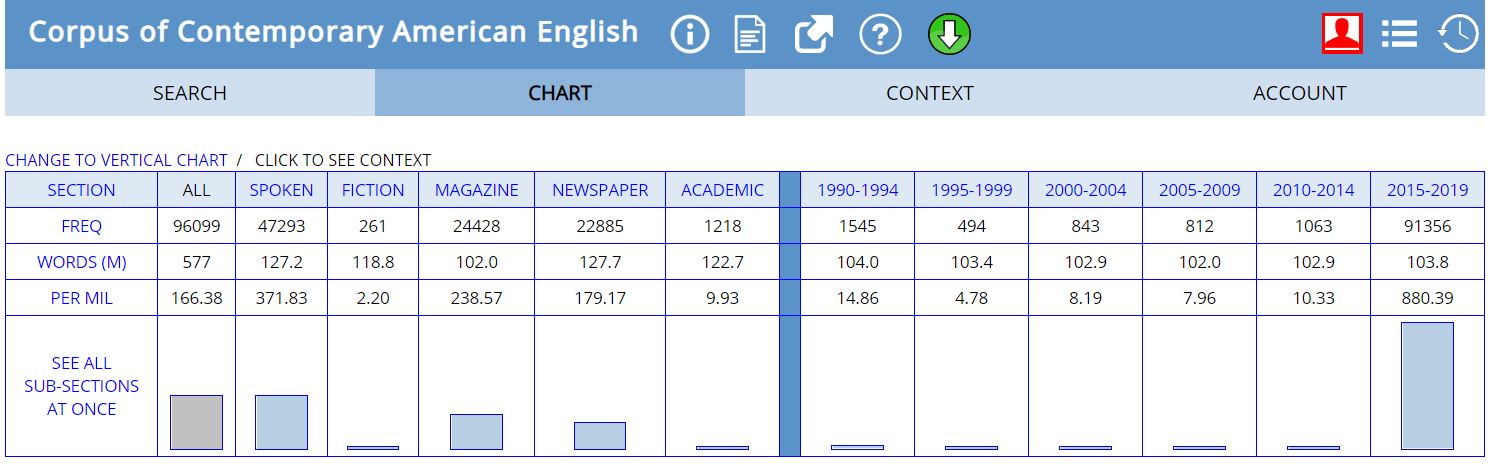 Corpus of Contemporary American English
SEARCH CHART CONTEXT ACCOUNT
CHANGE TO VERTICAL CHART / CLICK TO SEE CONTEXT
SECTION ALL SPOKEN FICTION MAGAZINE NEWSPAPER ACADEMIC 1990-1994 1995-1999 2000-2004 2005-2009 2010-2014 2015-2019
FREQ 96099 47293 261 24428 22885 1218 1545 494 843 812 1063 91356
WORDS (M) 577 127.2 118.8 102.0 127.7 122.7 104.0 103.4 102.9 102.0 102.9 103.8
PER MIL 166.38 371.83 2.20 238.57 179.17 9.93 14.86 4.78 8.19 7.96 10.33 880.39
SEE ALL
SUB-SECTIONS
AT ONCE